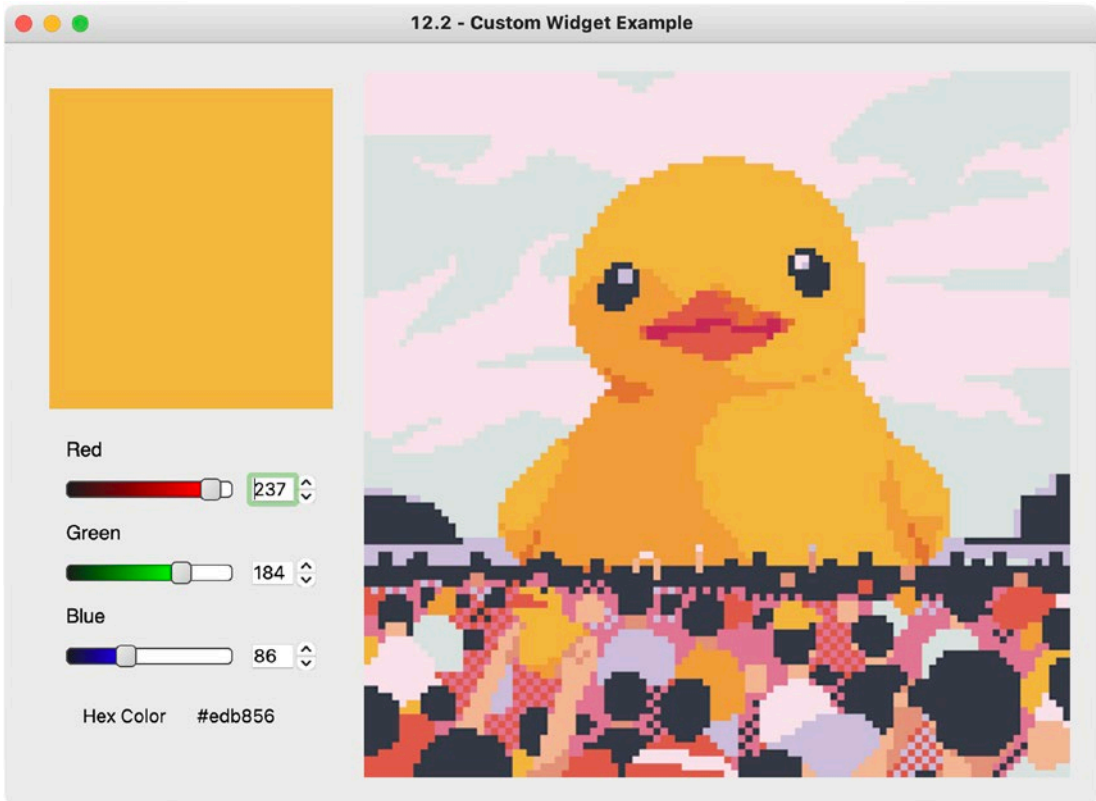 12.2 - Custom Widget Example
Red
237
Green
184
Blue
86
Hex Color #edb856